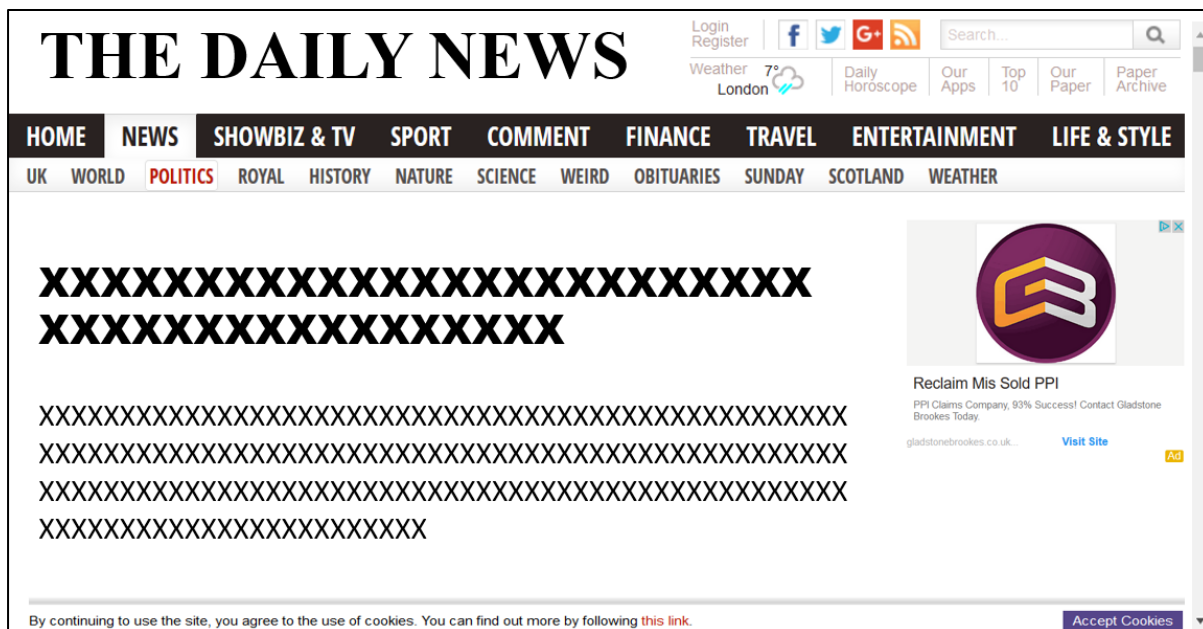 THE DAILY NEWS
Login
Register
f
G+
Search...
Weather 7°
London
Daily
Horoscope
Our
Apps
Top
10
Our
Paper
Paper
Archive
HOME NEWS SHOWBIZ & TV SPORT COMMENT FINANCE TRAVEL ENTERTAINMENT LIFE & STYLE
UK WORLD POLITICS ROYAL HISTORY NATURE SCIENCE WEIRD OBITUARIES SUNDAY SCOTLAND WEATHER
XXXXXXXXXXXXXXXXXXXXXXXXX
XXXXXXXXXXXXXXXXX
XXXXXXXXXXXXXXXXXXXXXXXXXXXXXXXXXXXXXXXXXXXXXXXXXX
XXXXXXXXXXXXXXXXXXXXXXXXXXXXXXXXXXXXXXXXXXXXXXXXXX
XXXXXXXXXXXXXXXXXXXXXXXXXXXXXXXXXXXXXXXXXXXXXXXXXX
XXXXXXXXXXXXXXXXXXXXXXXX
GB
Reclaim Mis Sold PPI
PPI Claims Company, 93% Success! Contact Gladstone
Brookes Today.
gladstonebrookes.co.uk... Visit Site
Ad
By continuing to use the site, you agree to the use of cookies. You can find out more by following this link.
Accept Cookies